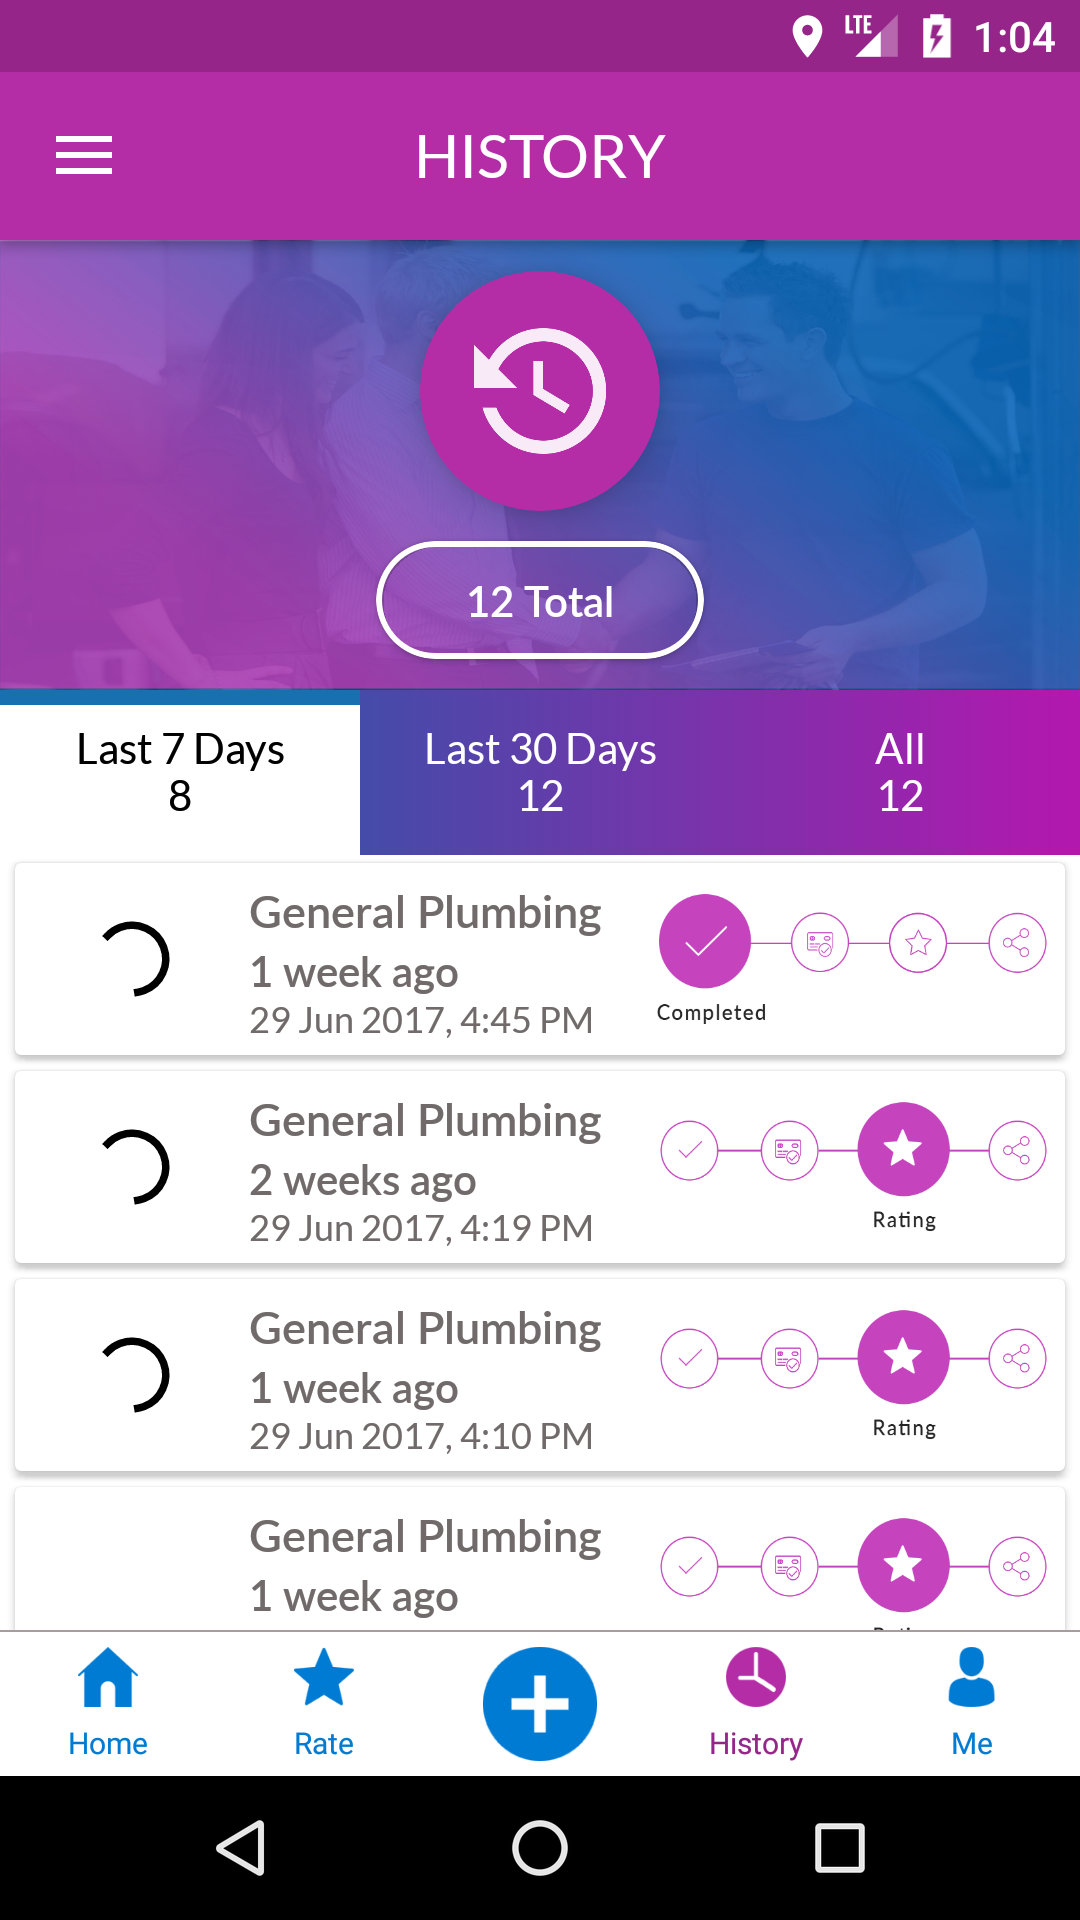 LTE 1:04
HISTORY
12 Total
Last 7 Days
8
Last 30 Days
12
All
12
General Plumbing
1 week ago
29 Jun 2017, 4:45 PM
Completed
General Plumbing
2 weeks ago
29 Jun 2017, 4:19 PM
Rating
General Plumbing
1 week ago
29 Jun 2017, 4:10 PM
Rating
General Plumbing
1 week ago
Home
Rate
History
Me